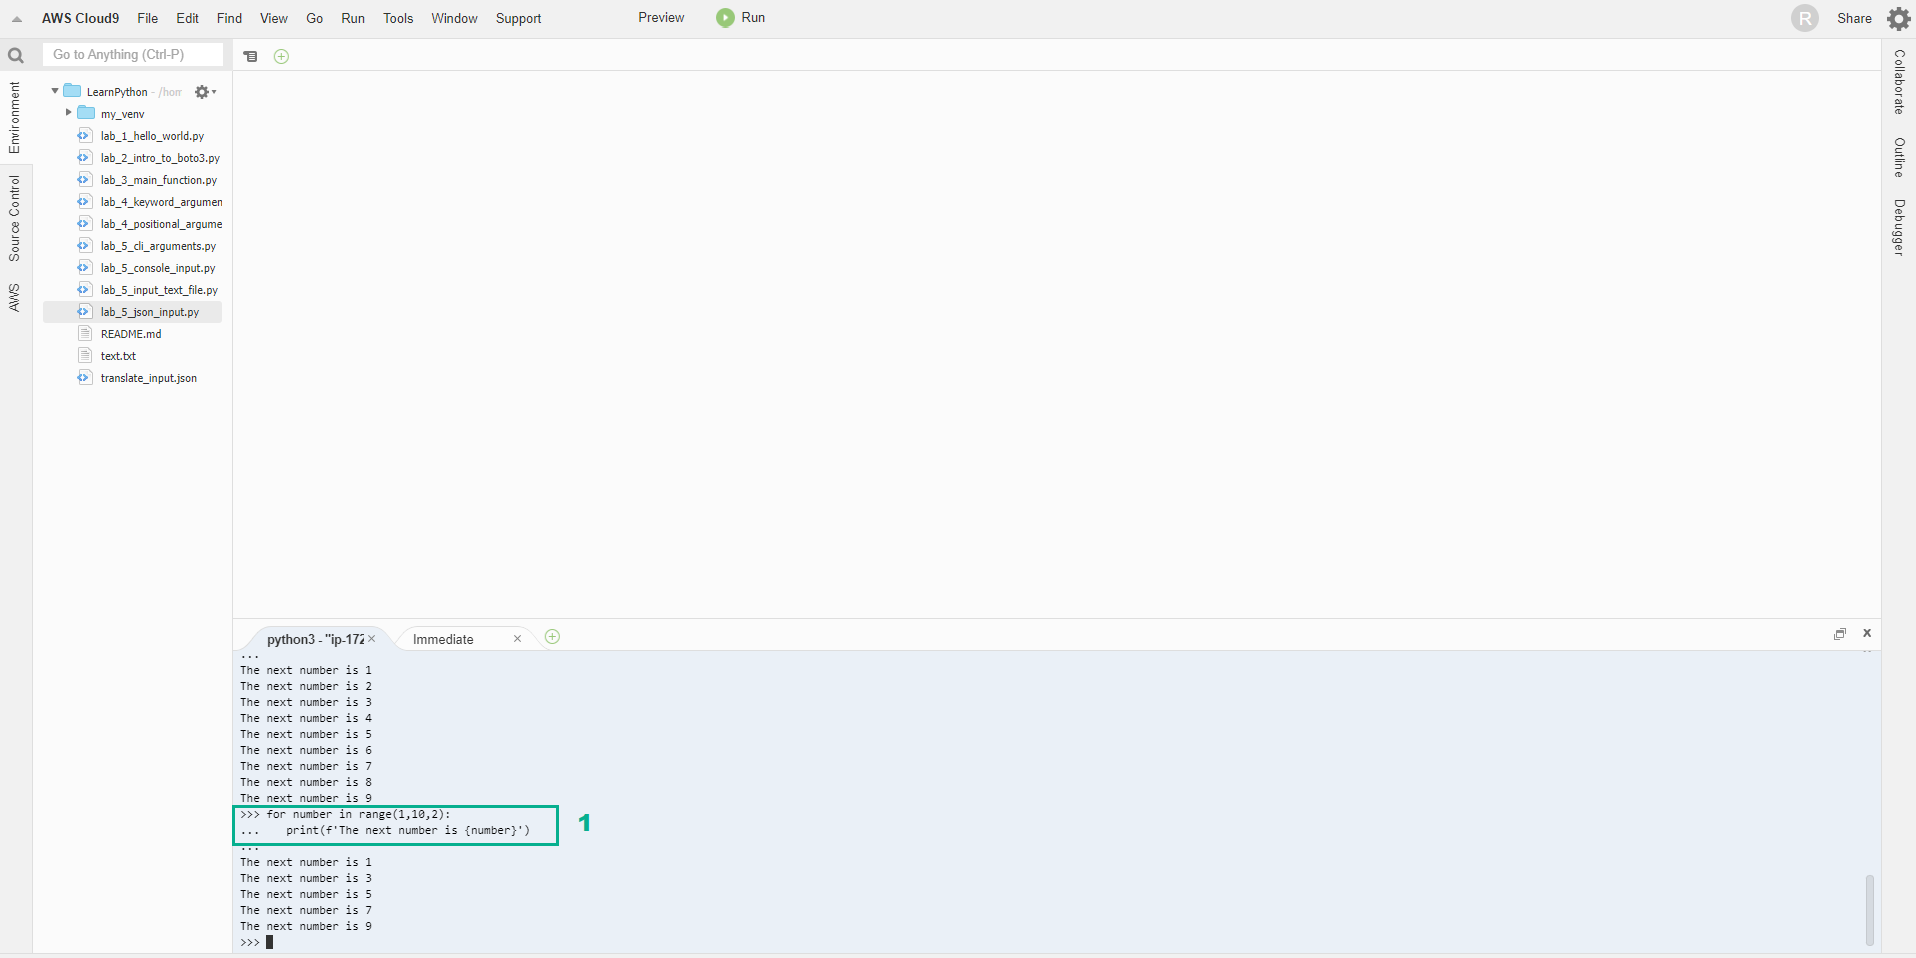 AWS Cloud9 File Edit Find View Go Run Tools Window Support Preview Run R Share
Go to Anything (Ctrl-P)
Environment
Source Control
AWS
LearnPython - /hom
my_venv
lab_1_hello_world.py
lab_2_intro_to_boto3.py
lab_3_main_function.py
lab_4_keyword_argumen
lab_4_positional_argume
lab_5_cli_arguments.py
lab_5_console_input.py
lab_5_input_text_file.py
lab_5_json_input.py
README.md
text.txt
translate_input.json
Collaborate
Outline
Debugger
python3 - "ip-172 × Immediate ×
...
The next number is 1
The next number is 2
The next number is 3
The next number is 4
The next number is 5
The next number is 6
The next number is 7
The next number is 8
The next number is 9
>>> for number in range(1,10,2):
...    print(f'The next number is {number}')
...
The next number is 1
The next number is 3
The next number is 5
The next number is 7
The next number is 9
>>>
1